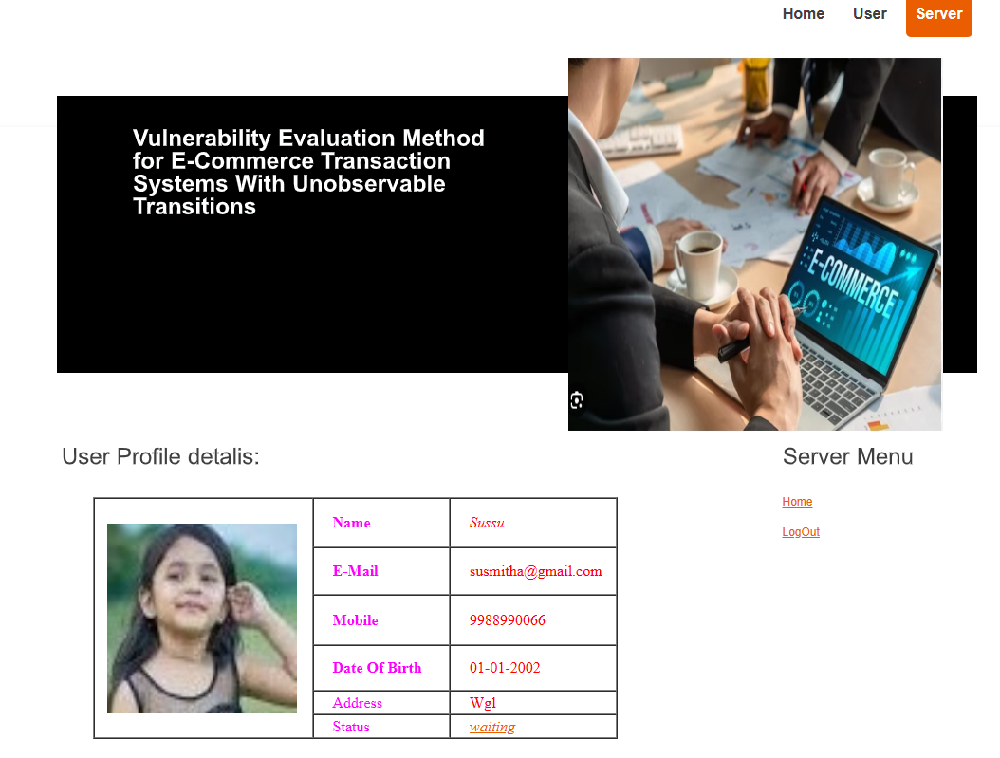 Home User Server
Vulnerability Evaluation Method
for E-Commerce Transaction
Systems With Unobservable
Transitions
E-COMMERCE
User Profile detalis:
Server Menu
Name Sussu
E-Mail susmitha@gmail.com
Mobile 9988990066
Date Of Birth 01-01-2002
Address Wgl
Status waiting
Home
LogOut